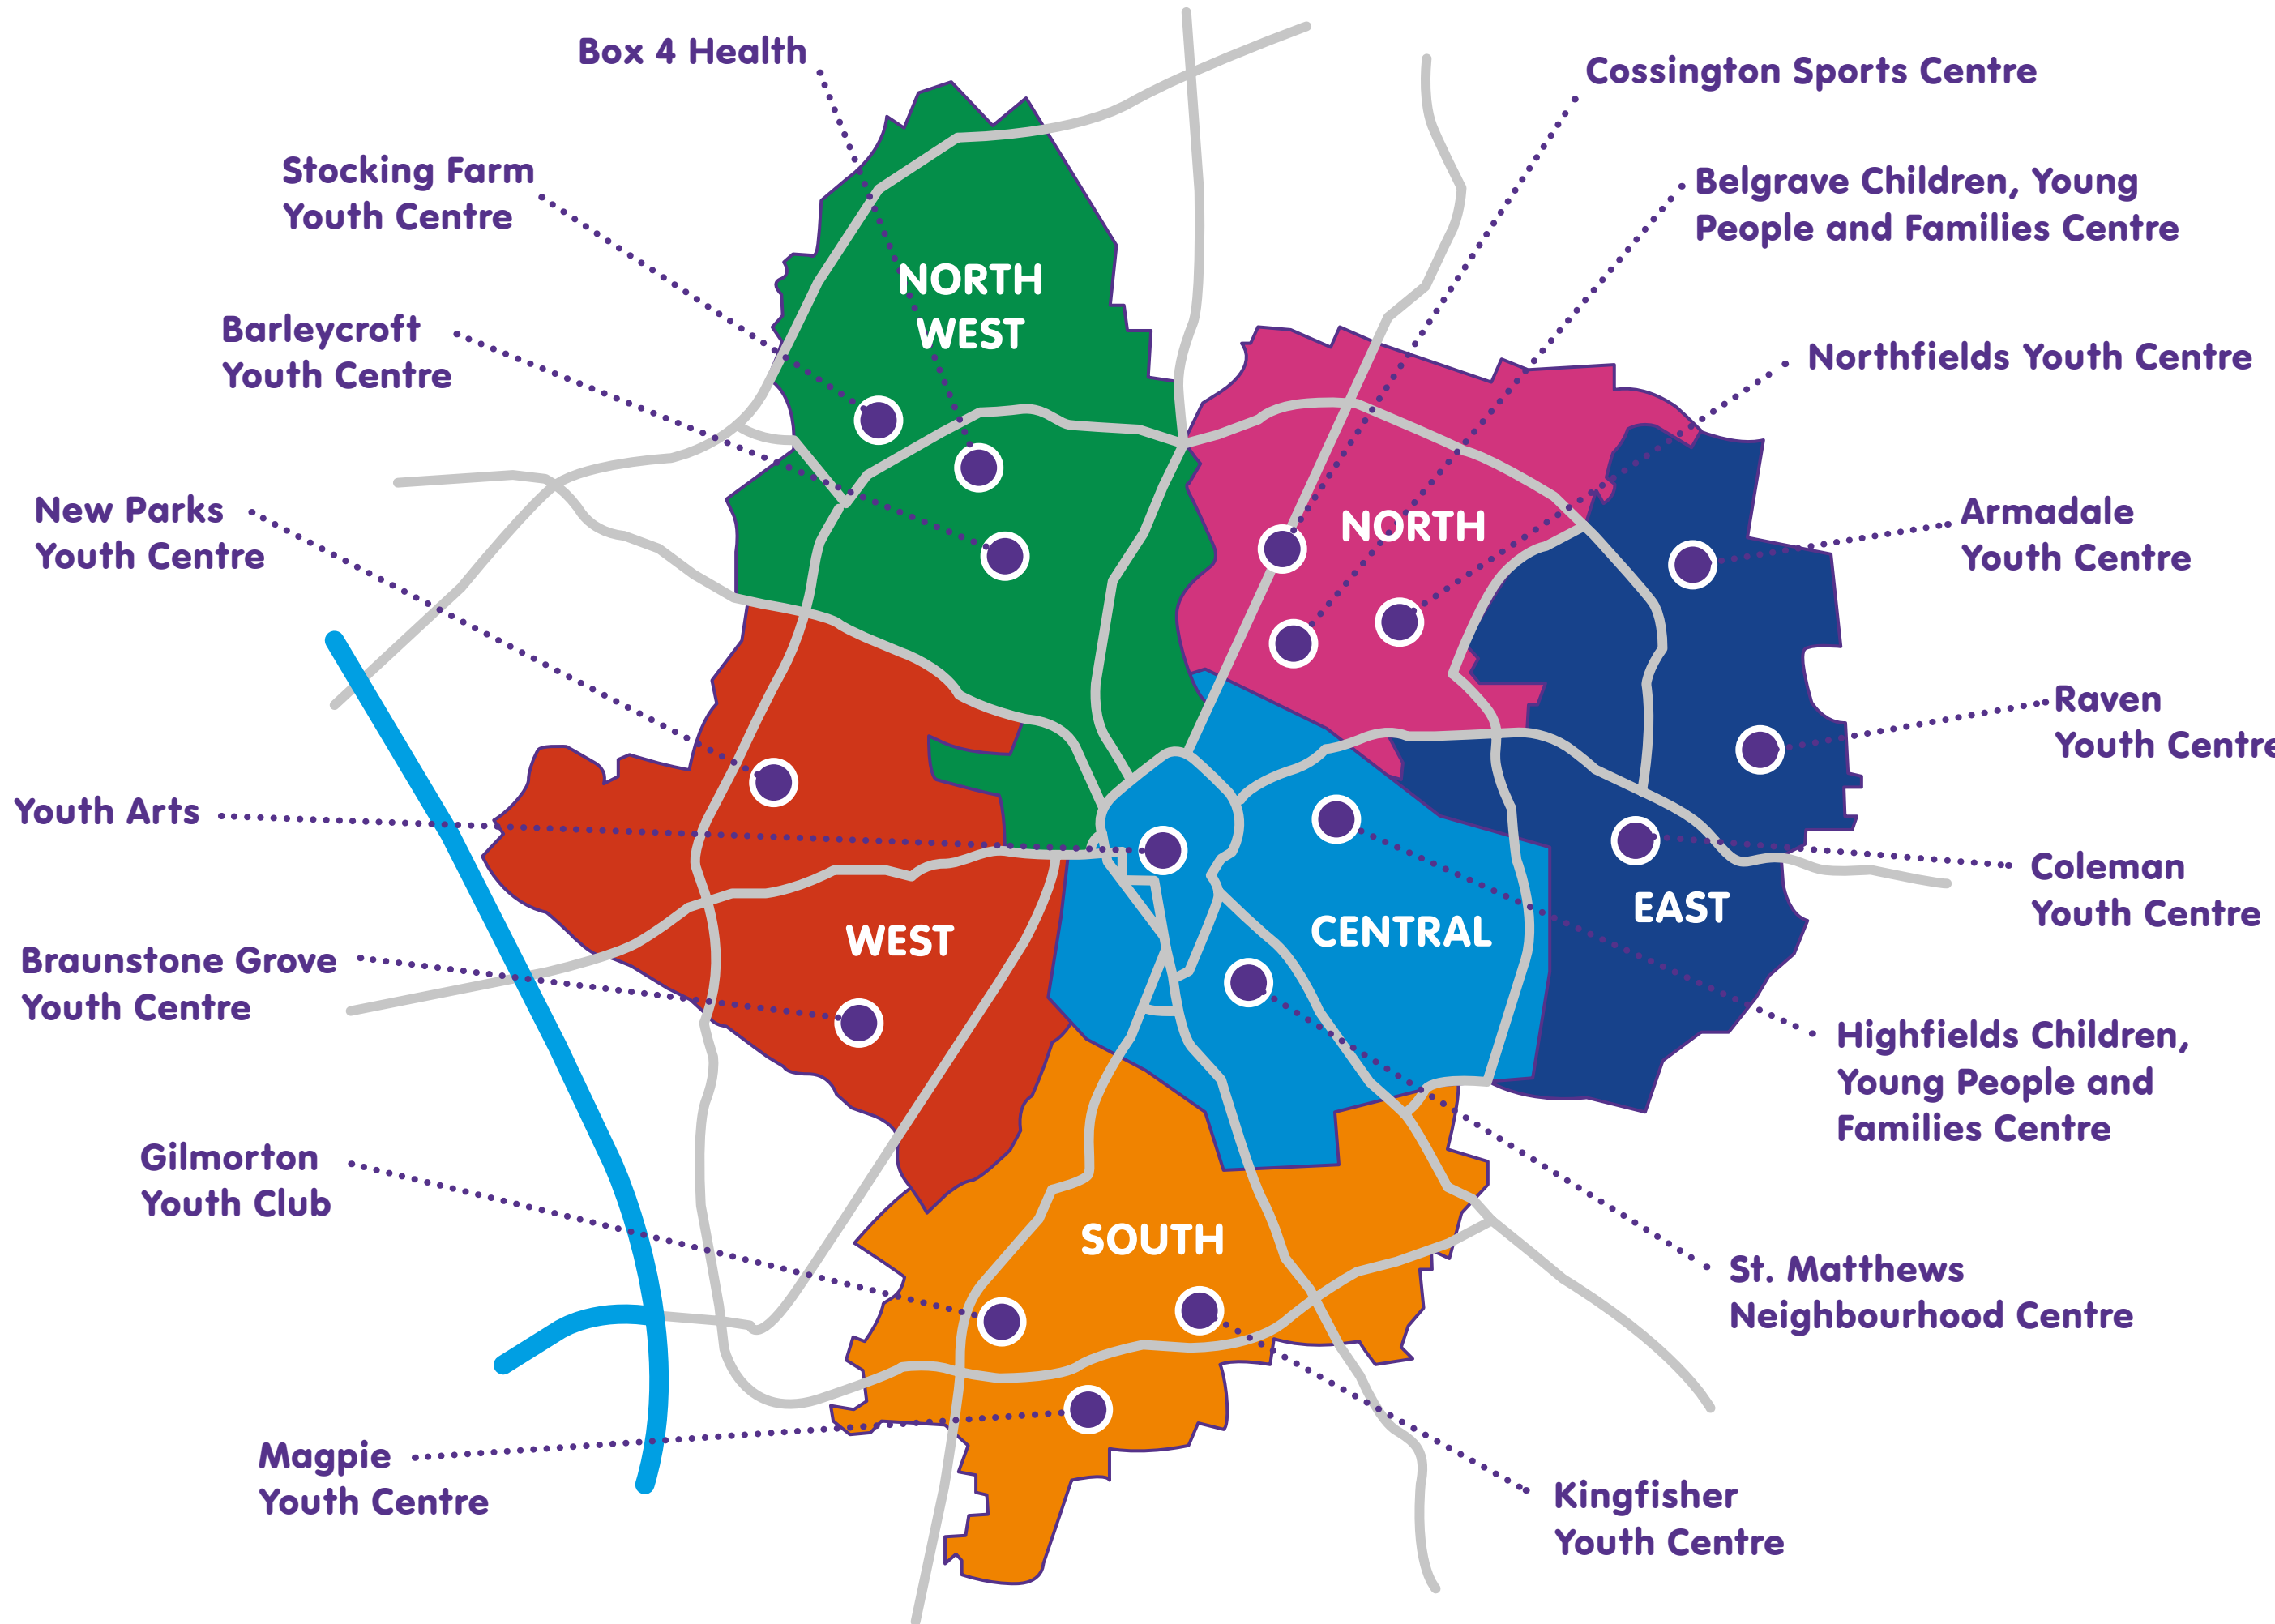 Box 4 Health
Cossington Sports Centre
Stocking Farm
Youth Centre
Belgrave Children, Young
People and Families Centre
NORTH
WEST
Barleycroft
Youth Centre
Northfields Youth Centre
New Parks
Youth Centre
NORTH
Armadale
Youth Centre
Raven
Youth Centre
Youth Arts
Coleman
Youth Centre
EAST
CENTRAL
WEST
Braunstone Grove
Youth Centre
Highfields Children,
Young People and
Families Centre
Gilmorton
Youth Club
SOUTH
St. Matthews
Neighbourhood Centre
Magpie
Youth Centre
Kingfisher
Youth Centre